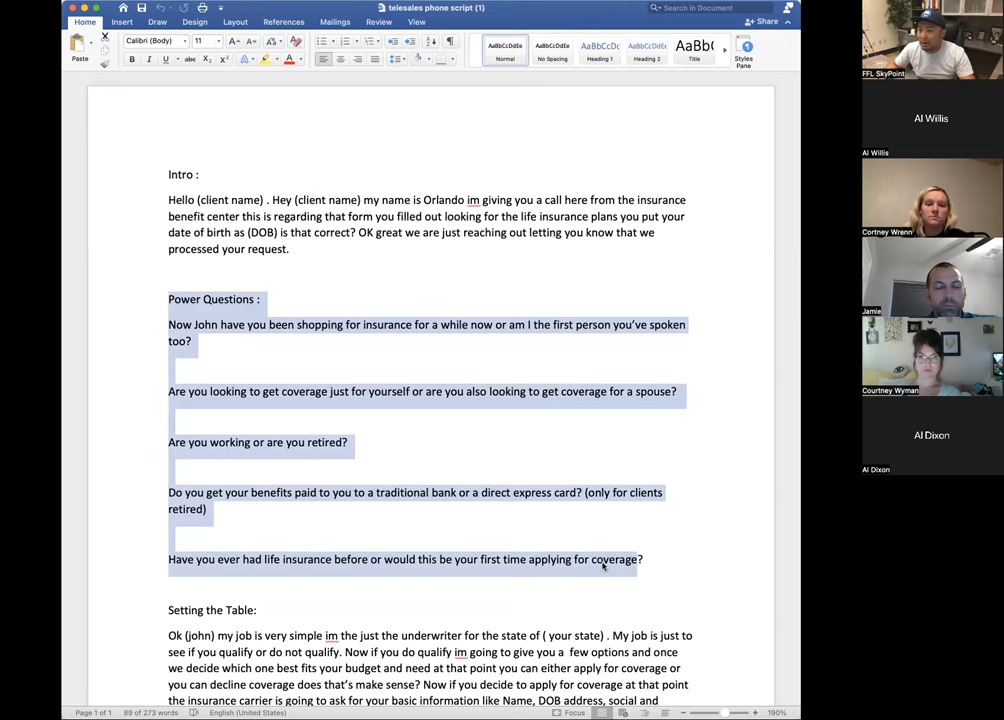 telesales phone script (1)
Search in Document
Home Insert Draw Design Layout References Mailings Review View
Share
Paste
Calibri (Body) 11
B I U abc X₂ X²
AaBbCcDdEe AaBbCcDdEe AaBbCcDc AaBbCcDdEe AaBb(
Normal No Spacing Heading 1 Heading 2 Title
Styles
Pane
Intro :
Hello (client name) . Hey (client name) my name is Orlando im giving you a call here from the insurance
benefit center this is regarding that form you filled out looking for the life insurance plans you put your
date of birth as (DOB) is that correct? OK great we are just reaching out letting you know that we
processed your request.
Power Questions :
Now John have you been shopping for insurance for a while now or am I the first person you’ve spoken
too?
Are you looking to get coverage just for yourself or are you also looking to get coverage for a spouse?
Are you working or are you retired?
Do you get your benefits paid to you to a traditional bank or a direct express card? (only for clients
retired)
Have you ever had life insurance before or would this be your first time applying for coverage?
Setting the Table:
Ok (john) my job is very simple im the just the underwriter for the state of ( your state) . My job is just to
see if you qualify or do not qualify. Now if you do qualify im going to give you a few options and once
we decide which one best fits your budget and need at that point you can either apply for coverage or
you can decline coverage does that’s make sense? Now if you decide to apply for coverage at that point
the insurance carrier is going to ask for your basic information like Name, DOB address, social and
Page 1 of 1 89 of 273 words English (United States) Focus 190%
FFL SkyPoint
Al Willis
Al Willis
Cortney Wrenn
Jamie
Courtney Wyman
Al Dixon
Al Dixon